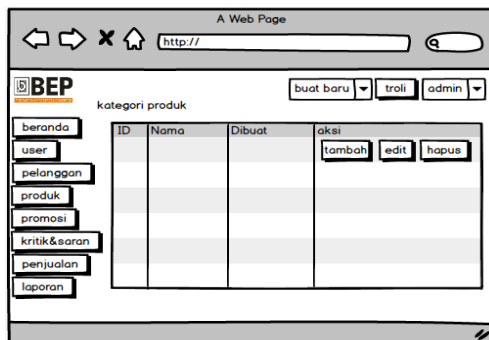 A Web Page
http://
BEP
buat baru troli admin
kategori produk
beranda
user
pelanggan
produk
promosi
kritik&saran
penjualan
laporan
ID Nama Dibuat aksi
tambah edit hapus